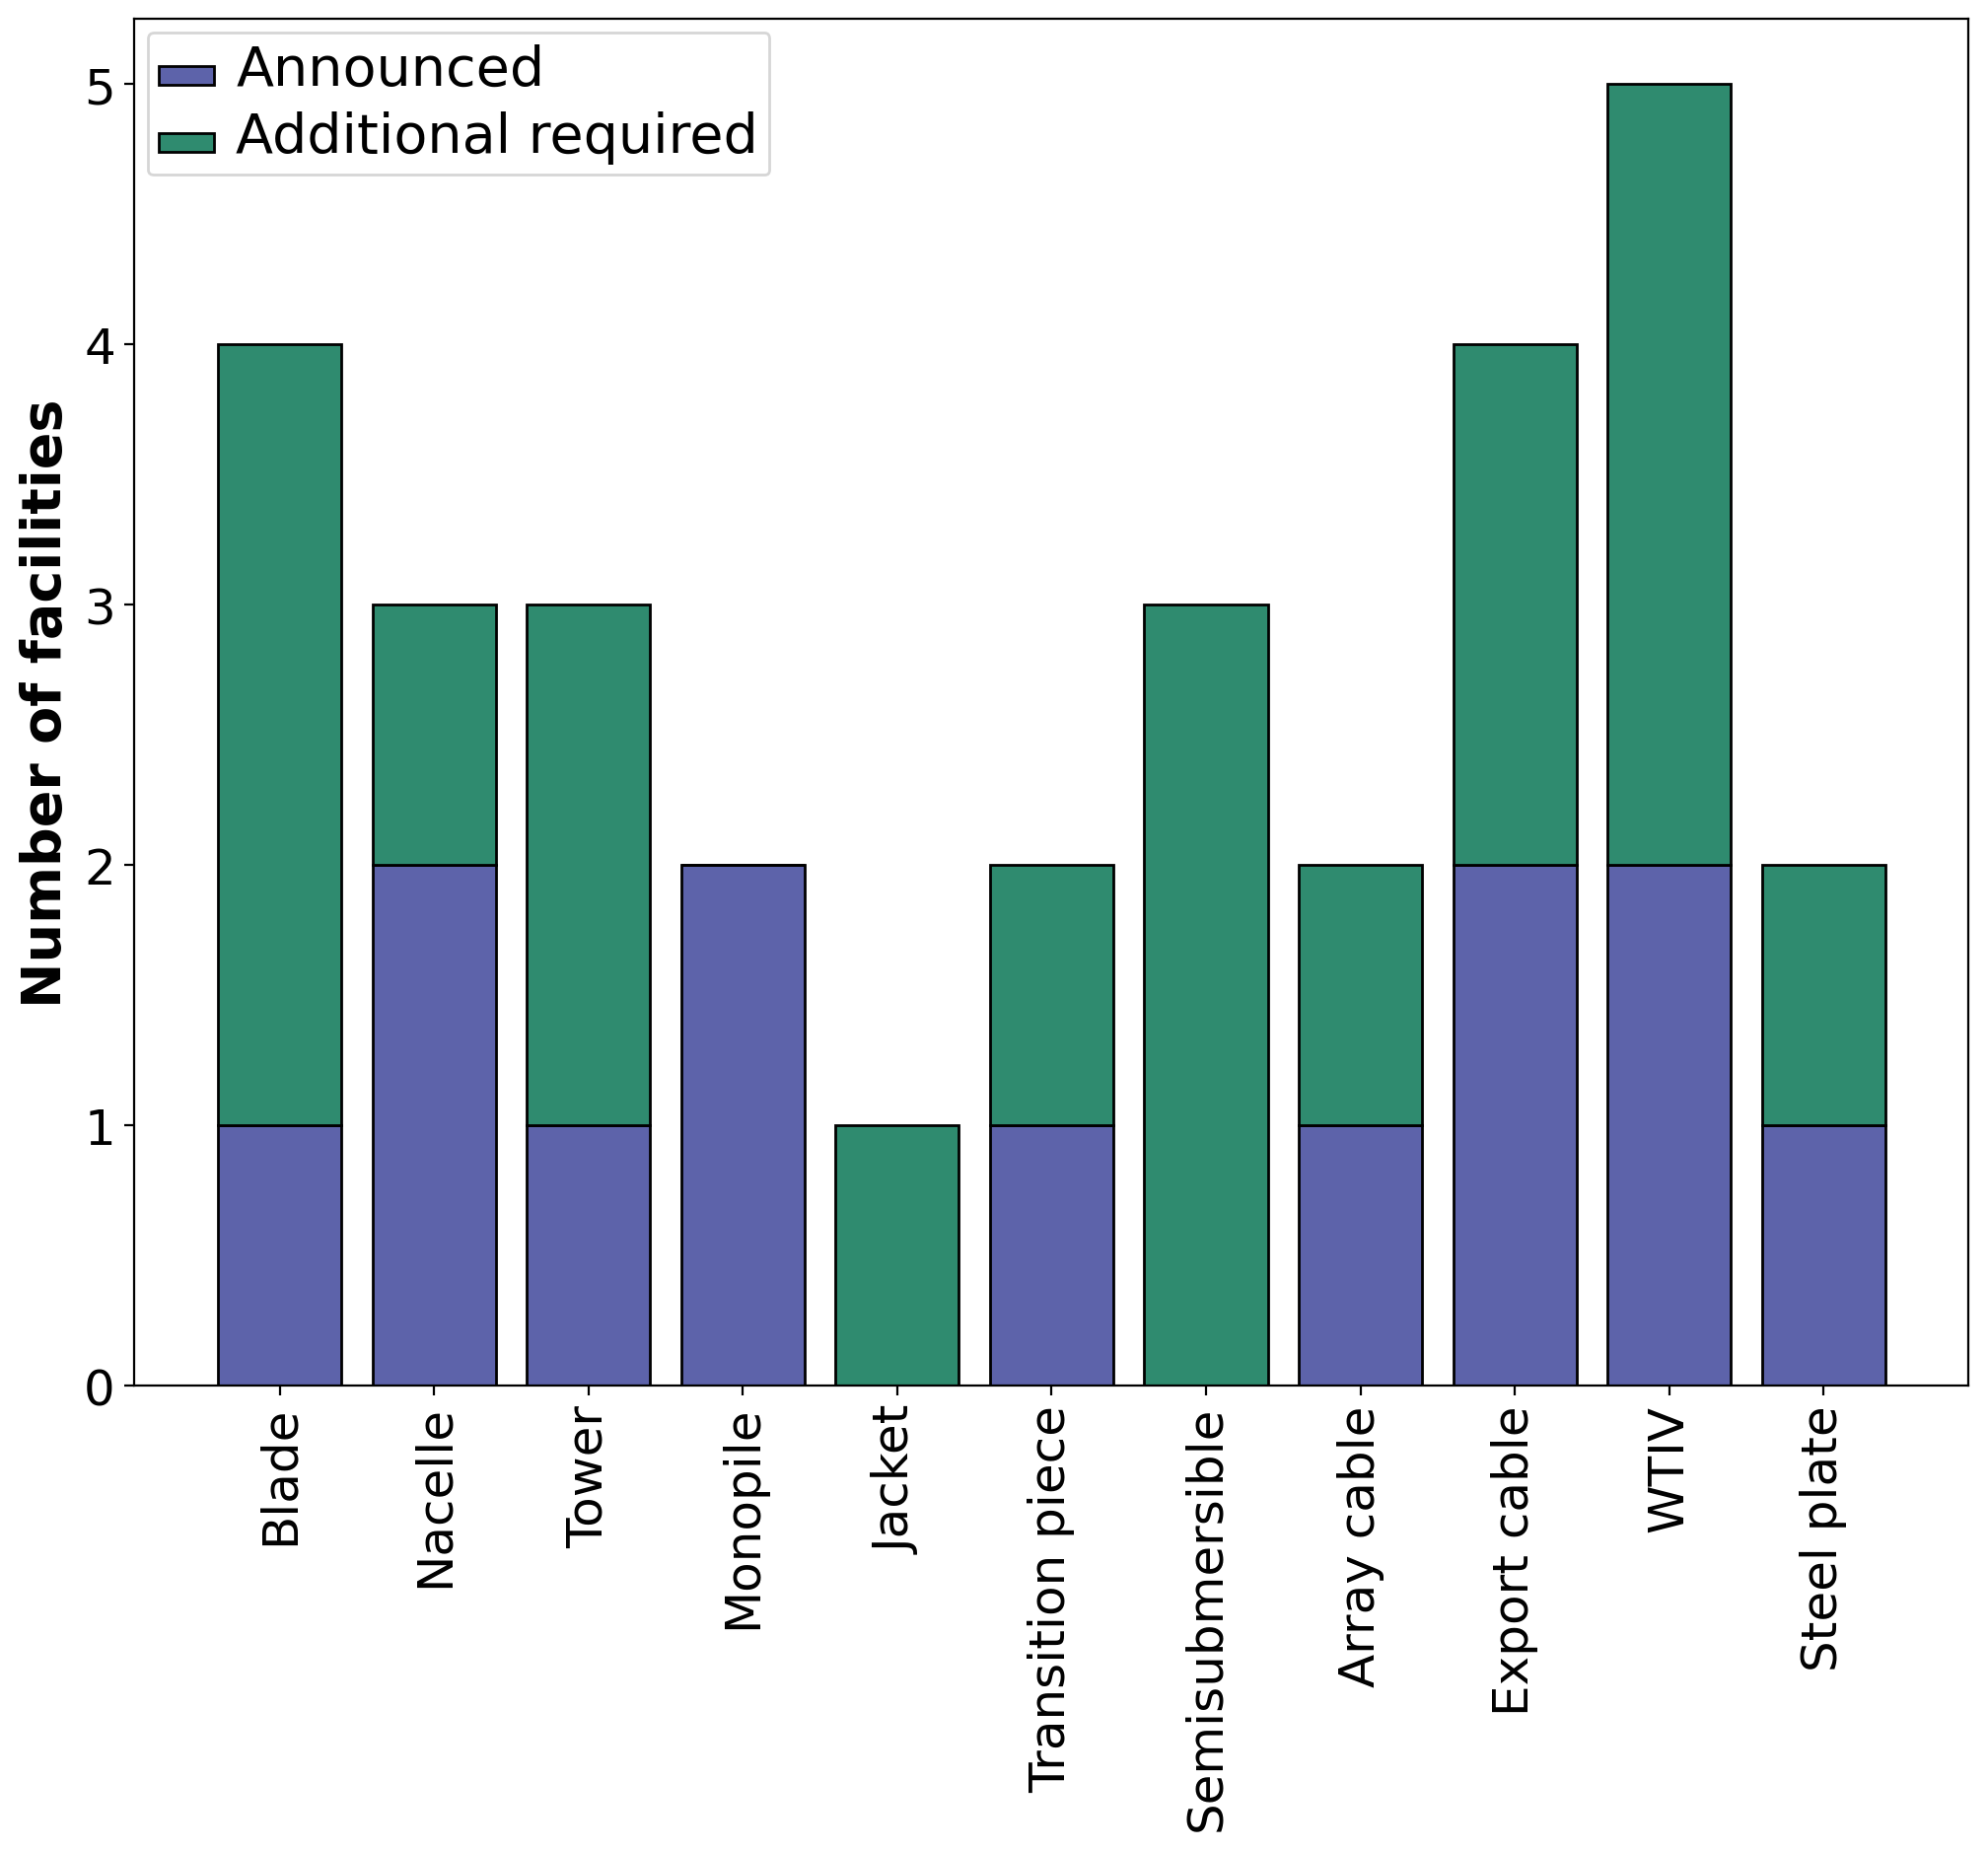 Announced
Additional required
Number of facilities
5
4
3
2
1
0
Blade
Nacelle
Tower
Monopile
Jacket
Transition piece
Semisubmersible
Array cable
Export cable
WTIV
Steel plate